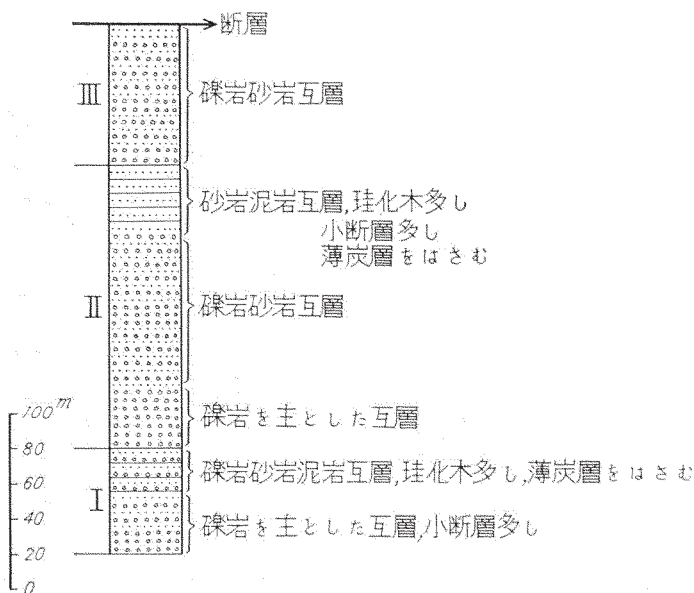 断層
III
礫岩砂岩互層
砂岩泥岩互層,珪化木多し
小断層多し
薄炭層をはさむ
II
礫岩砂岩互層
礫岩を主とした互層
I
礫岩砂岩泥岩互層,珪化木多し,薄炭層をはさむ
礫岩を主とした互層,小断層多し
100m
80
60
40
20
0